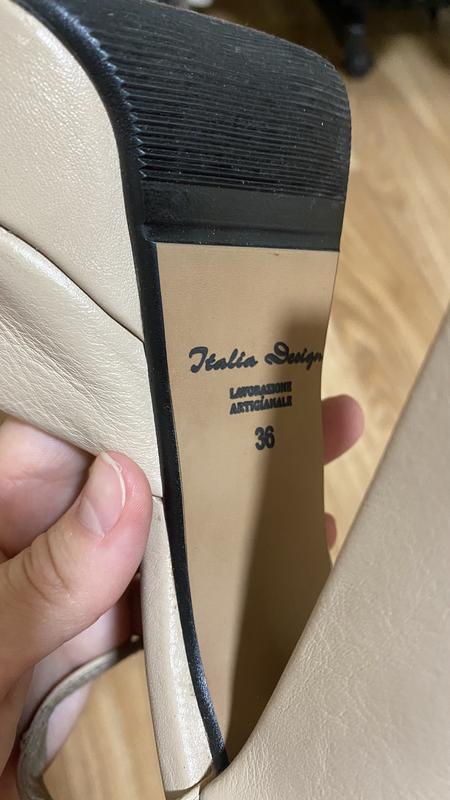 Italia Design
LAVORAZIONE
ARTIGIANALE
36